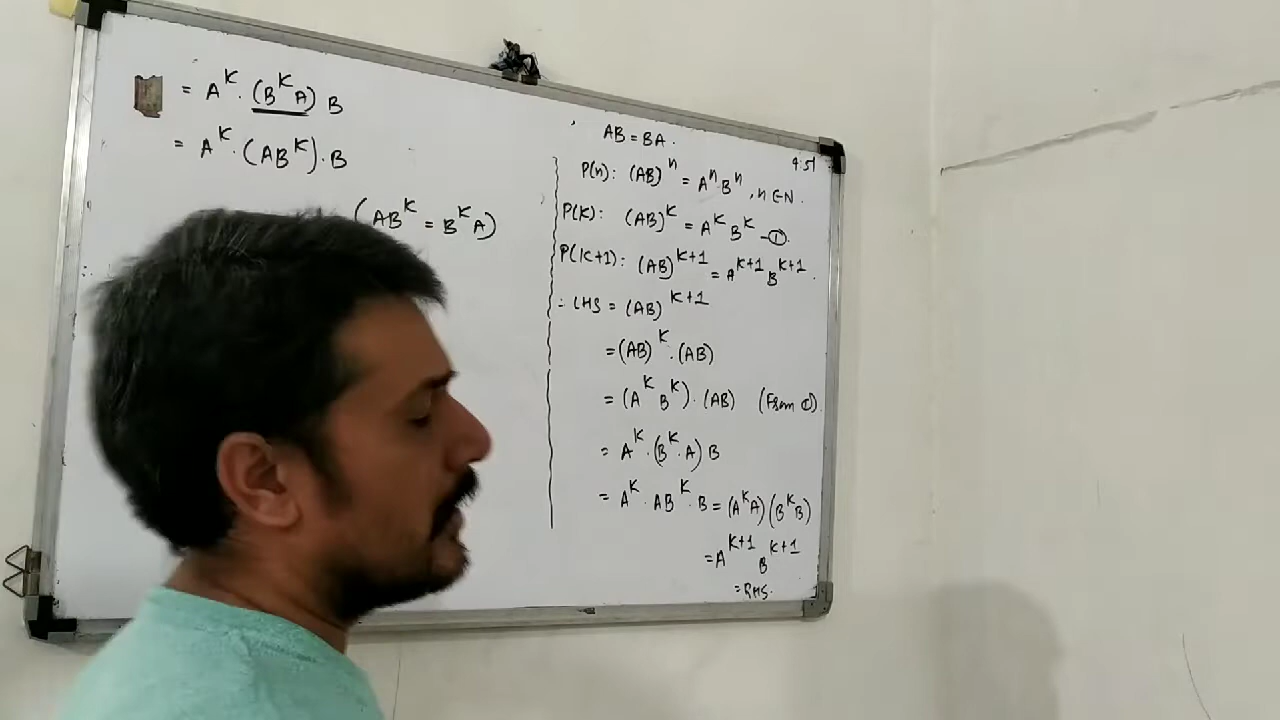 = A^K · (B^K A) B
= A^K · (AB^K) · B
(AB^K = B^K A)
AB = BA.
9.51
P(n): (AB)^n = A^n B^n, n ∈ N.
P(K): (AB)^K = A^K B^K —①.
P(K+1): (AB)^K+1 = A^K+1 B^K+1.
∴ LHS = (AB)^K+1
= (AB)^K · (AB)
= (A^K B^K) · (AB) (From ①)
= A^K · (B^K · A) B
= A^K · AB^K · B = (A^K A)(B^K B)
= A^K+1 B^K+1
= RHS.